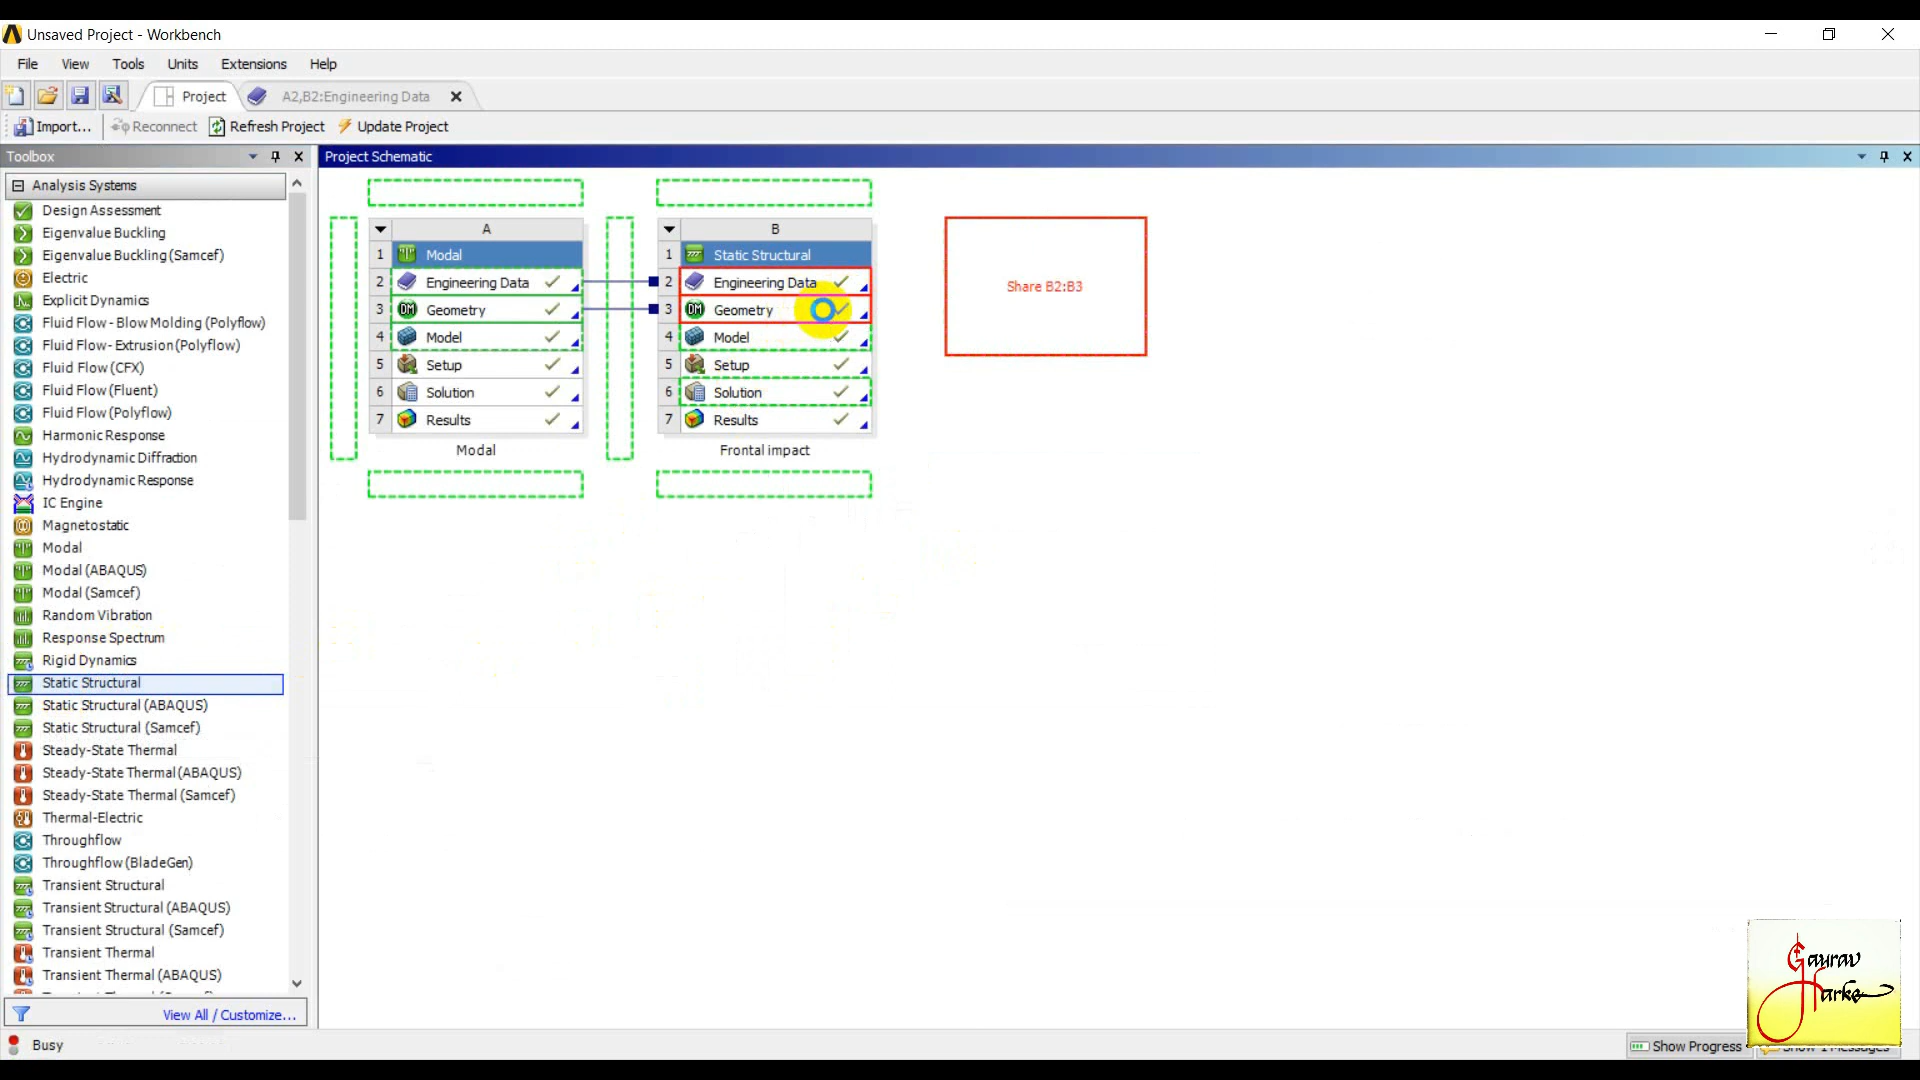 Unsaved Project - Workbench
File View Tools Units Extensions Help
Project A2,B2:Engineering Data
Import... Reconnect Refresh Project Update Project
Toolbox
Project Schematic
Analysis Systems
Design Assessment
Eigenvalue Buckling
Eigenvalue Buckling (Samcef)
Electric
Explicit Dynamics
Fluid Flow - Blow Molding (Polyflow)
Fluid Flow - Extrusion (Polyflow)
Fluid Flow (CFX)
Fluid Flow (Fluent)
Fluid Flow (Polyflow)
Harmonic Response
Hydrodynamic Diffraction
Hydrodynamic Response
IC Engine
Magnetostatic
Modal
Modal (ABAQUS)
Modal (Samcef)
Random Vibration
Response Spectrum
Rigid Dynamics
Static Structural
Static Structural (ABAQUS)
Static Structural (Samcef)
Steady-State Thermal
Steady-State Thermal (ABAQUS)
Steady-State Thermal (Samcef)
Thermal-Electric
Throughflow
Throughflow (BladeGen)
Transient Structural
Transient Structural (ABAQUS)
Transient Structural (Samcef)
Transient Thermal
Transient Thermal (ABAQUS)
View All / Customize...
A
1 Modal
2 Engineering Data
3 DM Geometry
4 Model
5 Setup
6 Solution
7 Results
Modal
B
1 Static Structural
2 Engineering Data
3 DM Geometry
4 Model
5 Setup
6 Solution
7 Results
Frontal impact
Share B2:B3
Gaurav
Harke
Busy
Show Progress